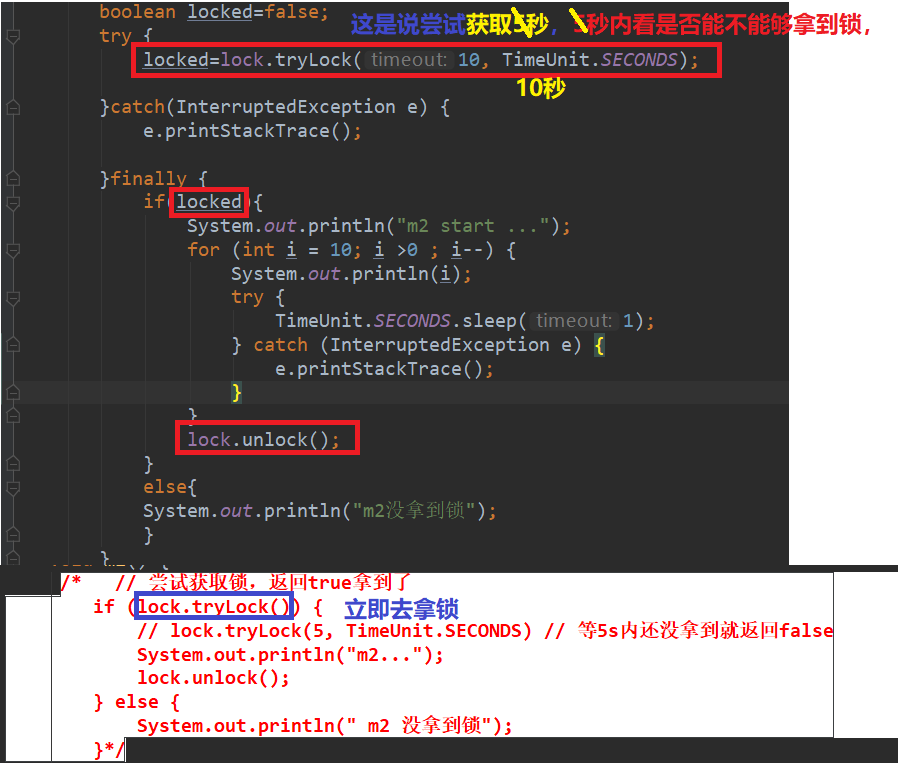 boolean locked=false;
try {
这是说尝试获取5秒，5秒内看是否能不能够拿到锁，
locked=lock.tryLock( timeout: 10, TimeUnit.SECONDS);
10秒
}catch(InterruptedException e) {
e.printStackTrace();
}finally {
if(locked){
System.out.println("m2 start ...");
for (int i = 10; i >0 ; i--) {
System.out.println(i);
try {
TimeUnit.SECONDS.sleep( timeout: 1);
} catch (InterruptedException e) {
e.printStackTrace();
}
}
lock.unlock();
}
else{
System.out.println("m2没拿到锁");
}
}
/* // 尝试获取锁，返回true拿到了
if (lock.tryLock()) { 立即去拿锁
// lock.tryLock(5, TimeUnit.SECONDS) // 等5s内还没拿到就返回false
System.out.println("m2...");
lock.unlock();
} else {
System.out.println(" m2 没拿到锁");
}*/